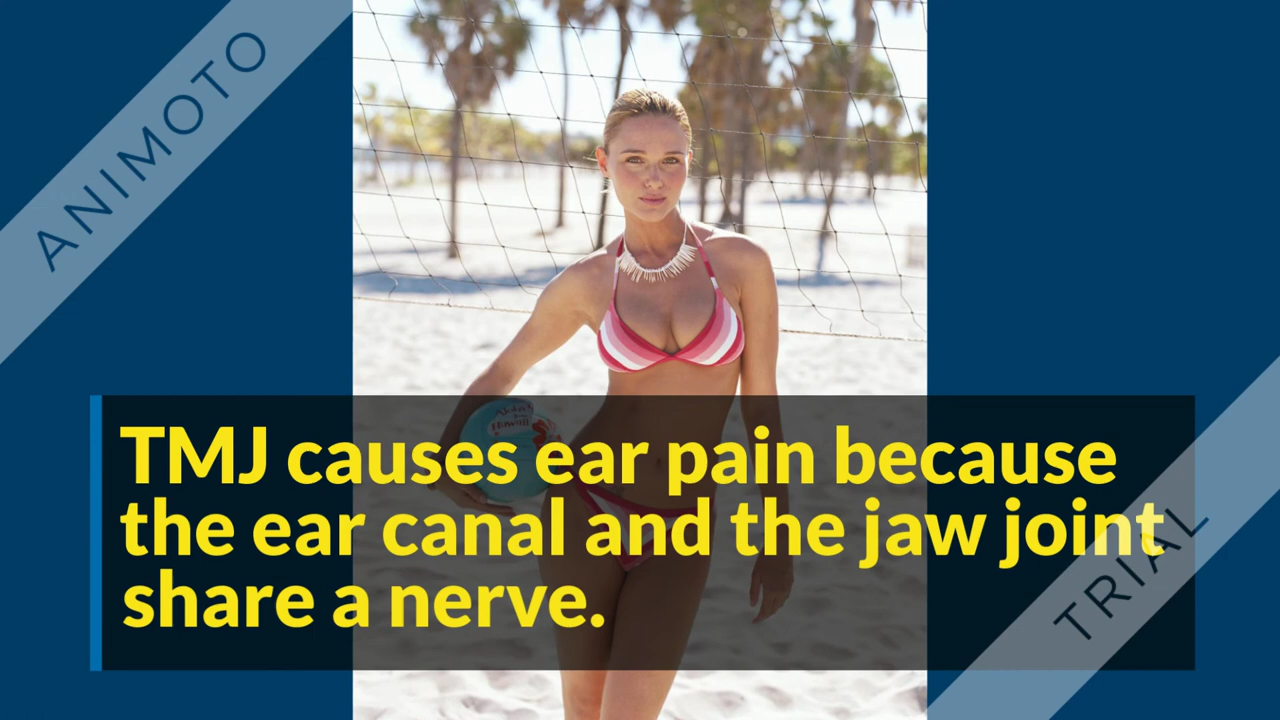 ANIMOTO
TMJ causes ear pain because
the ear canal and the jaw joint
share a nerve.
TRIAL